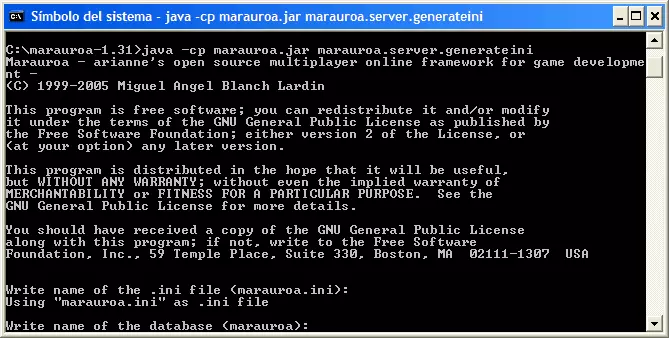 Símbolo del sistema - java -cp marauroa.jar marauroa.server.generateini
C:\marauroa-1.31>java -cp marauroa.jar marauroa.server.generateini
Marauroa - arianne's open source multiplayer online framework for game developme
nt -
(C) 1999-2005 Miguel Angel Blanch Lardin
This program is free software; you can redistribute it and/or modify
it under the terms of the GNU General Public License as published by
the Free Software Foundation; either version 2 of the License, or
(at your option) any later version.
This program is distributed in the hope that it will be useful,
but WITHOUT ANY WARRANTY; without even the implied warranty of
MERCHANTABILITY or FITNESS FOR A PARTICULAR PURPOSE.  See the
GNU General Public License for more details.
You should have received a copy of the GNU General Public License
along with this program; if not, write to the Free Software
Foundation, Inc., 59 Temple Place, Suite 330, Boston, MA  02111-1307  USA
Write name of the .ini file (marauroa.ini):
Using "marauroa.ini" as .ini file
Write name of the database (marauroa):